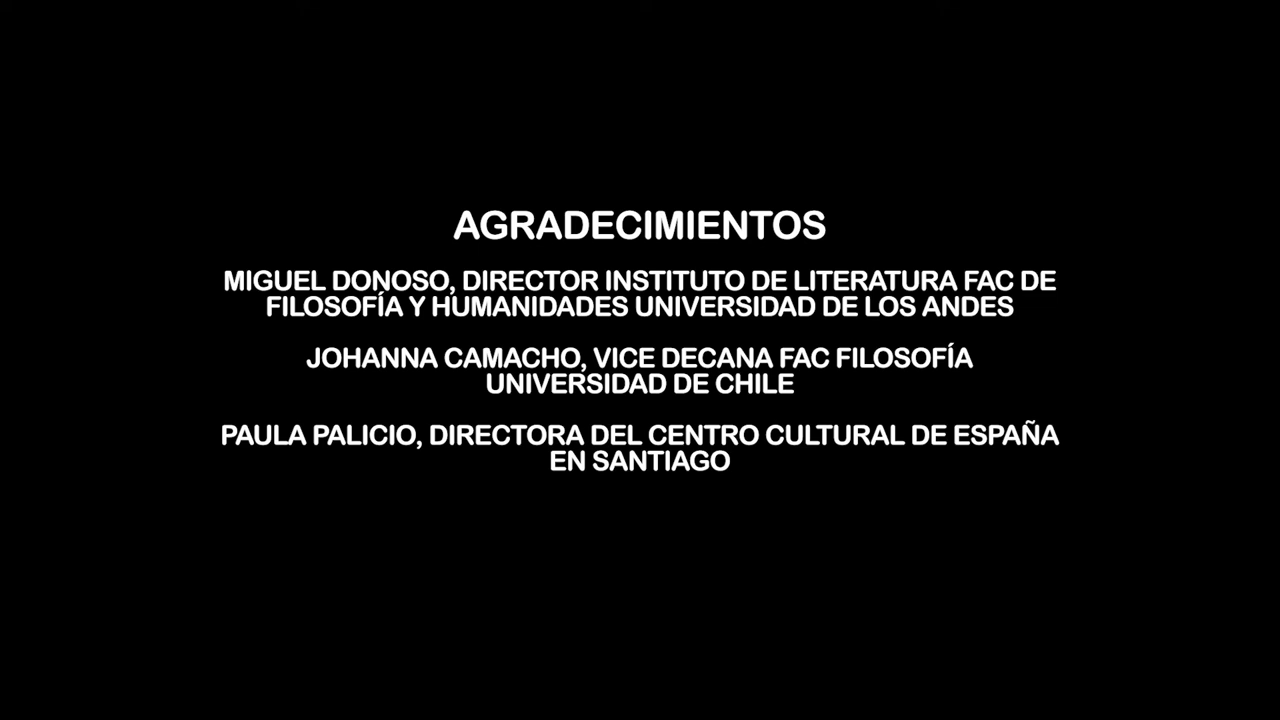 AGRADECIMIENTOS
MIGUEL DONOSO, DIRECTOR INSTITUTO DE LITERATURA FAC DE
FILOSOFÍA Y HUMANIDADES UNIVERSIDAD DE LOS ANDES
JOHANNA CAMACHO, VICE DECANA FAC FILOSOFÍA
UNIVERSIDAD DE CHILE
PAULA PALICIO, DIRECTORA DEL CENTRO CULTURAL DE ESPAÑA
EN SANTIAGO